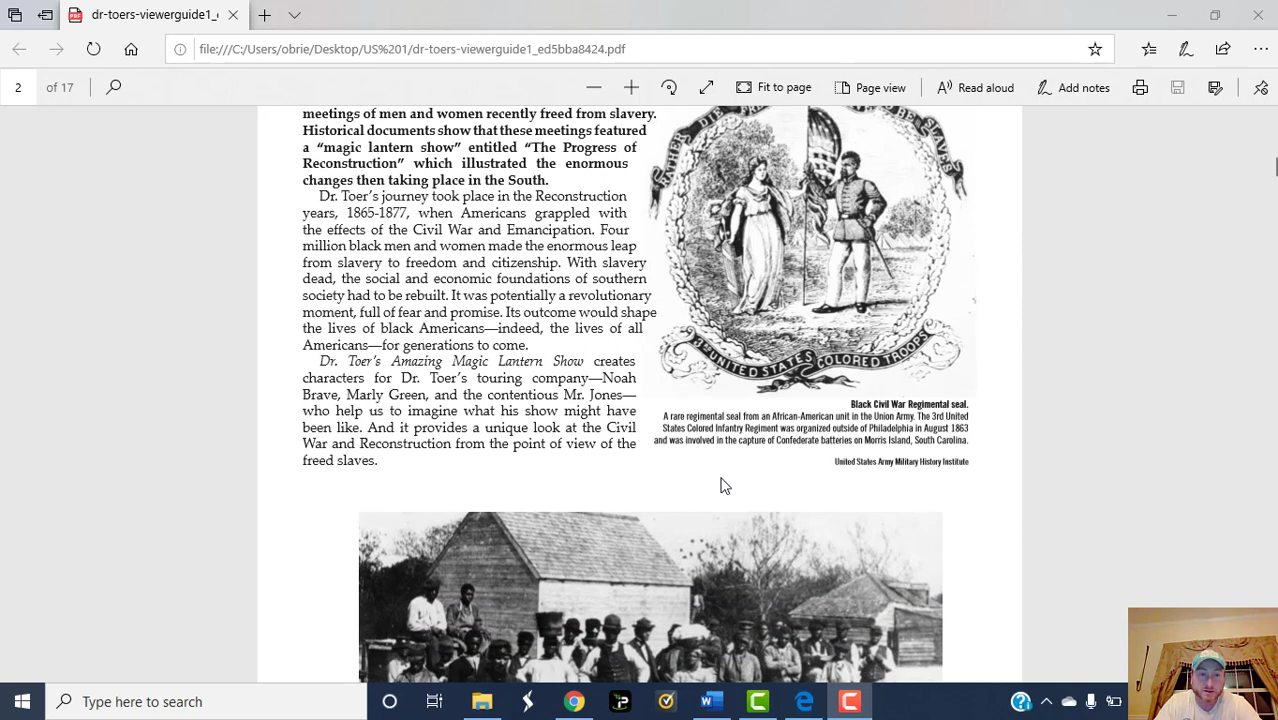 dr-toers-viewerguide1_
file:///C:/Users/obrie/Desktop/US%201/dr-toers-viewerguide1_ed5bba8424.pdf
2 of 17
Fit to page
Page view
Read aloud
Add notes
meetings of men and women recently freed from slavery.
Historical documents show that these meetings featured
a “magic lantern show” entitled “The Progress of
Reconstruction” which illustrated the enormous
changes then taking place in the South.
Dr. Toer’s journey took place in the Reconstruction
years, 1865-1877, when Americans grappled with
the effects of the Civil War and Emancipation. Four
million black men and women made the enormous leap
from slavery to freedom and citizenship. With slavery
dead, the social and economic foundations of southern
society had to be rebuilt. It was potentially a revolutionary
moment, full of fear and promise. Its outcome would shape
the lives of black Americans—indeed, the lives of all
Americans—for generations to come.
Dr. Toer’s Amazing Magic Lantern Show creates
characters for Dr. Toer’s touring company—Noah
Brave, Marly Green, and the contentious Mr. Jones—
who help us to imagine what his show might have
been like. And it provides a unique look at the Civil
War and Reconstruction from the point of view of the
freed slaves.
RATHER DIE FRE BE SLAVES
3rd UNITED STATES COLORED TROOPS
Black Civil War Regimental seal.
A rare regimental seal from an African-American unit in the Union Army. The 3rd United
States Colored Infantry Regiment was organized outside of Philadelphia in August 1863
and was involved in the capture of Confederate batteries on Morris Island, South Carolina.
United States Army Military History Institute
Type here to search